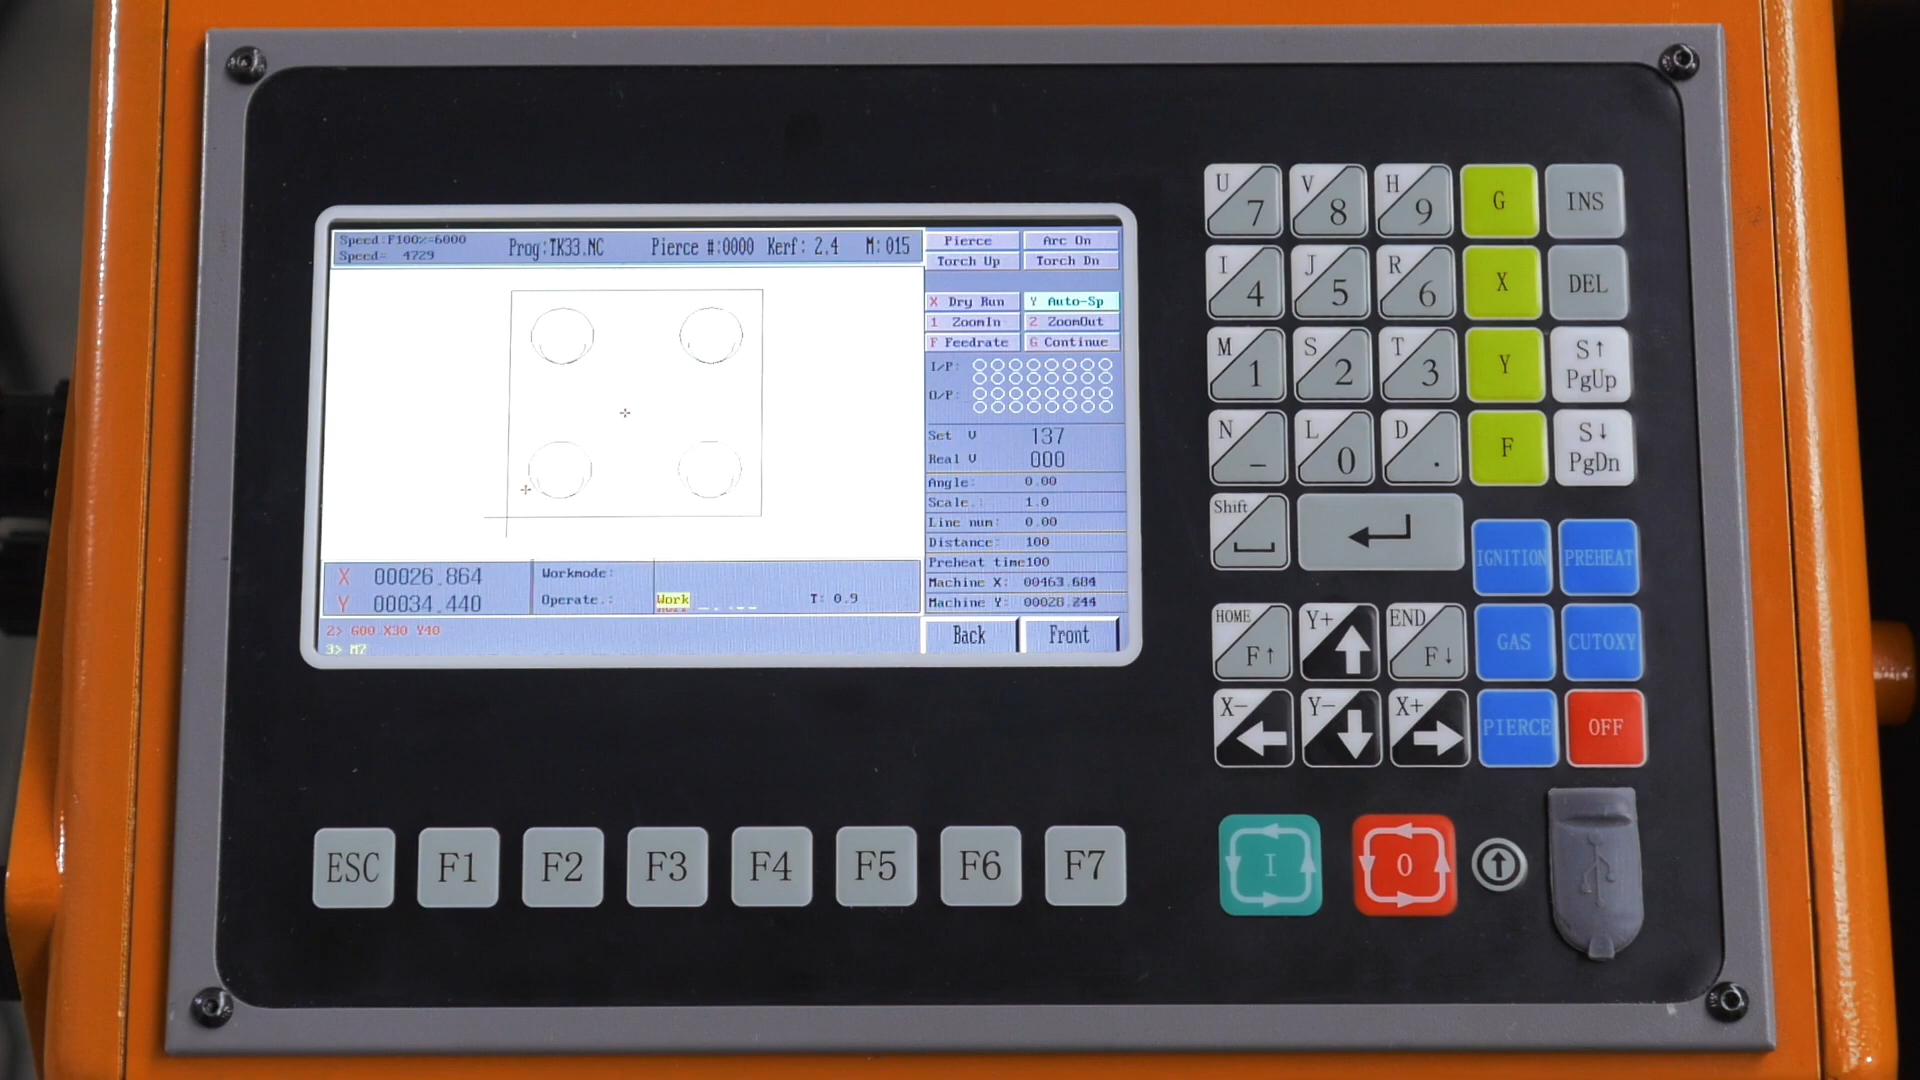 Speed:F100%=6000
Speed= 4729
Prog:TK33.NC Pierce #:0000 Kerf: 2.4 M:015
Pierce Arc On
Torch Up Torch Dn
X Dry Run Y Auto-Sp
1 ZoomIn 2 ZoomOut
F Feedrate G Continue
I/P:
O/P:
Set V 137
Real V 000
Angle: 0.00
Scale.: 1.0
Line num: 0.00
Distance: 100
Preheat time100
Machine X: 00463.684
Machine Y: 00028.244
X 00026.864
Y 00034.440
Workmode:
Operate.: Work T: 0.9
2> G00 X30 Y40
3> M7
Back Front
U 7 V 8 H 9 G INS
I 4 J 5 R 6 X DEL
M 1 S 2 T 3 Y S↑ PgUp
N - L 0 D . F S↓ PgDn
Shift IGNITION PREHEAT
HOME F↑ Y+ END F↓ GAS CUTOXY
X- Y- X+ PIERCE OFF
ESC F1 F2 F3 F4 F5 F6 F7
I O